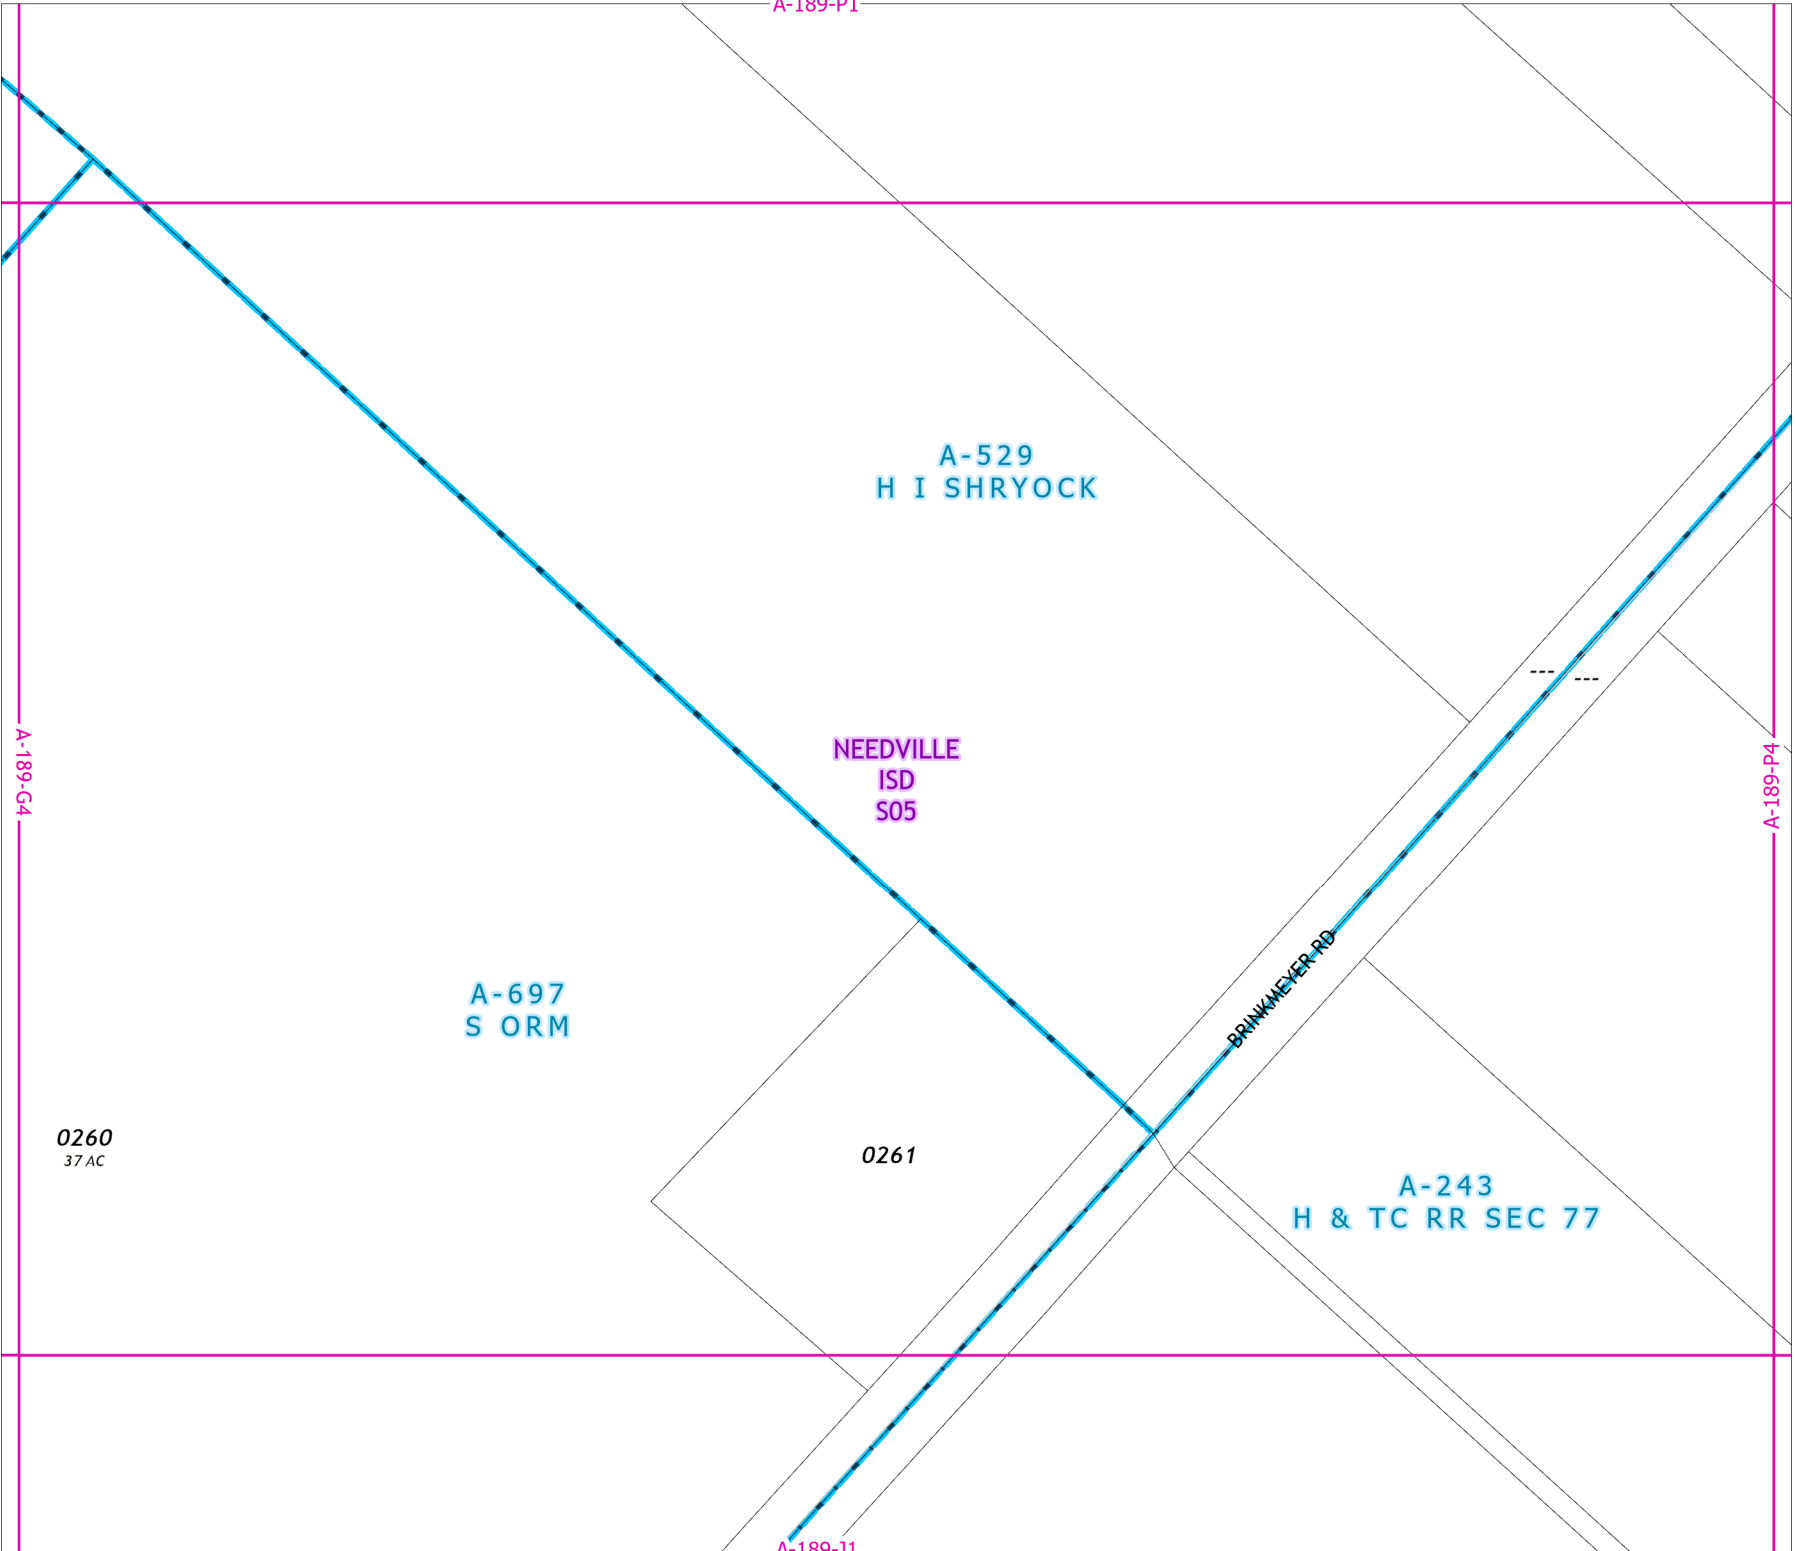 A-189-P1
A-529
H I SHRYOCK
---
---
NEEDVILLE
ISD
S05
A-189-G4
A-189-P4
BRINKMEYER RD
A-697
S ORM
0260
37 AC
0261
A-243
H & TC RR SEC 77
A-189-J1